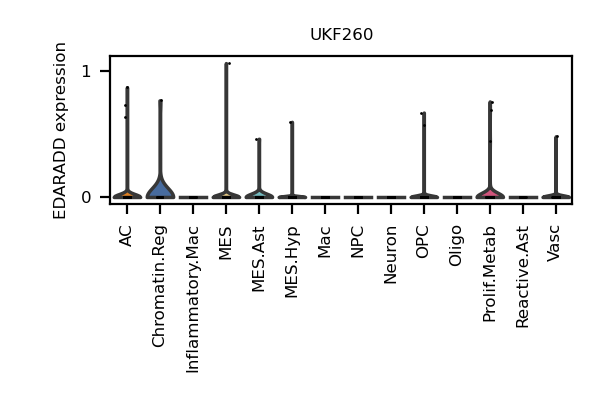 UKF260
EDARADD expression
1
0
AC
Chromatin.Reg
Inflammatory.Mac
MES
MES.Ast
MES.Hyp
Mac
NPC
Neuron
OPC
Oligo
Prolif.Metab
Reactive.Ast
Vasc